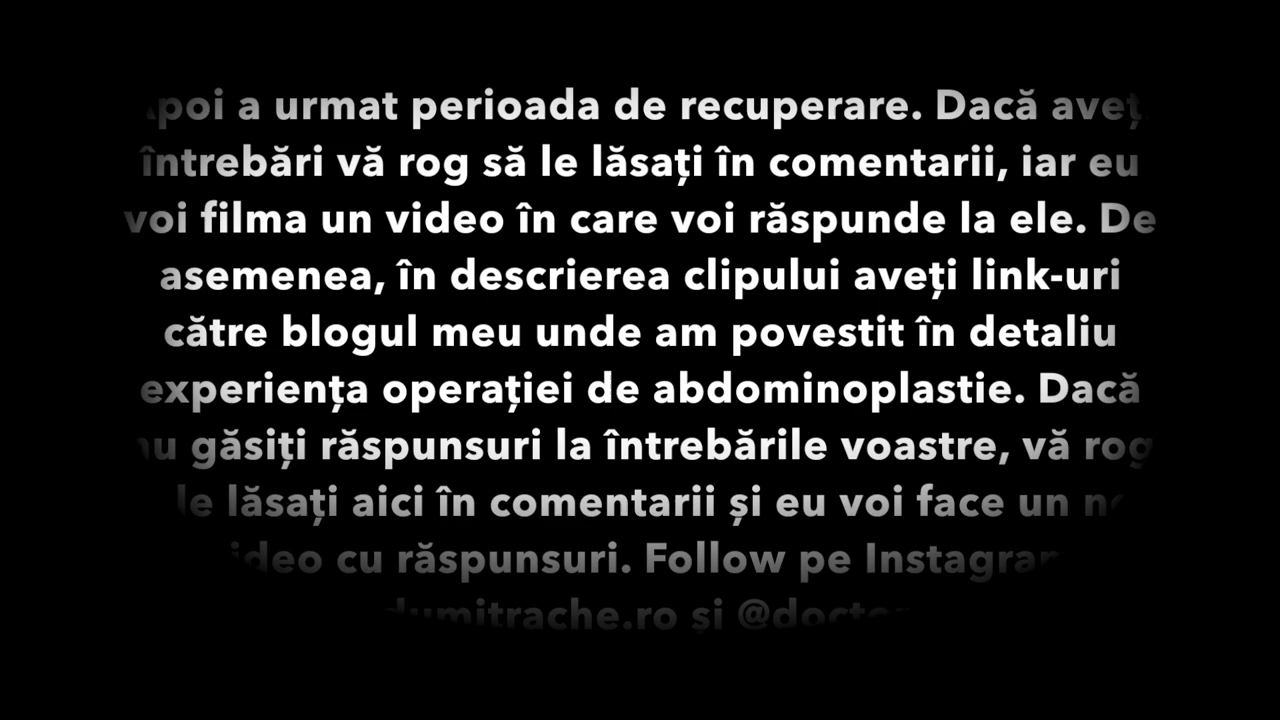 Apoi a urmat perioada de recuperare. Dacă aveți
întrebări vă rog să le lăsați în comentarii, iar eu
voi filma un video în care voi răspunde la ele. De
asemenea, în descrierea clipului aveți link-uri
către blogul meu unde am povestit în detaliu
experiența operației de abdominoplastie. Dacă
nu găsiți răspunsuri la întrebările voastre, vă rog
le lăsați aici în comentarii și eu voi face un
video cu răspunsuri. Follow pe Instagram
și